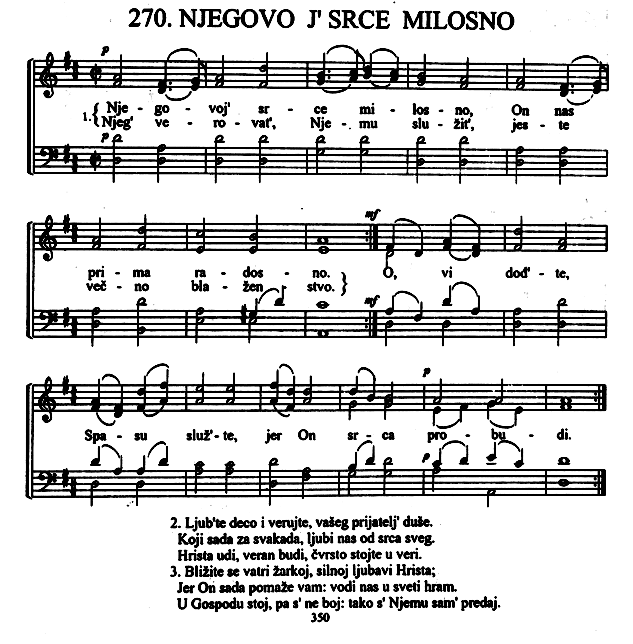 270. NJEGOVO J' SRCE MILOSNO
p
1. { Nje - go - voj' sr - ce mi - los - no, On nas
Njeg' ve - ro - vat', Nje - mu slu - žit', jes - te
p
mf
pri - ma ra - dos - no. O, vi dođ' - te,
več - no bla - žen - stvo. }
mf
p
Spa - su služ' - te, jer On sr - ca pro - bu - di.
p
2. Ljub'te deco i verujte, vašeg prijatelj' duše.
Koji sada za svakada, ljubi nas od srca sveg.
Hrista udi, veran budi, čvrsto stojte u veri.
3. Bližite se vatri žarkoj, silnoj ljubavi Hrista;
Jer On sada pomaže vam: vodi nas u sveti hram.
U Gospodu stoj, pa s' ne boj: tako s' Njemu sam' predaj.
350